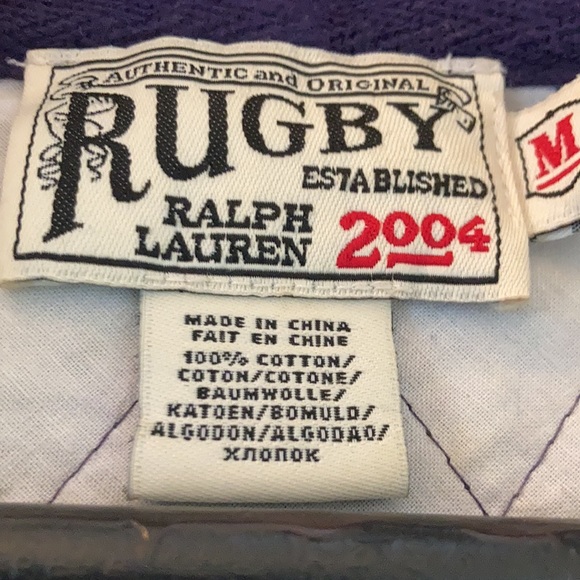 AUTHENTIC and ORIGINAL
RUGBY
ESTABLISHED
RALPH
LAUREN
2004
M
MADE IN CHINA
FAIT EN CHINE
100% COTTON/
COTON/COTONE/
BAUMWOLLE/
KATOEN/BOMULD/
ALGODON/ALGODAO/
ХЛОПОК